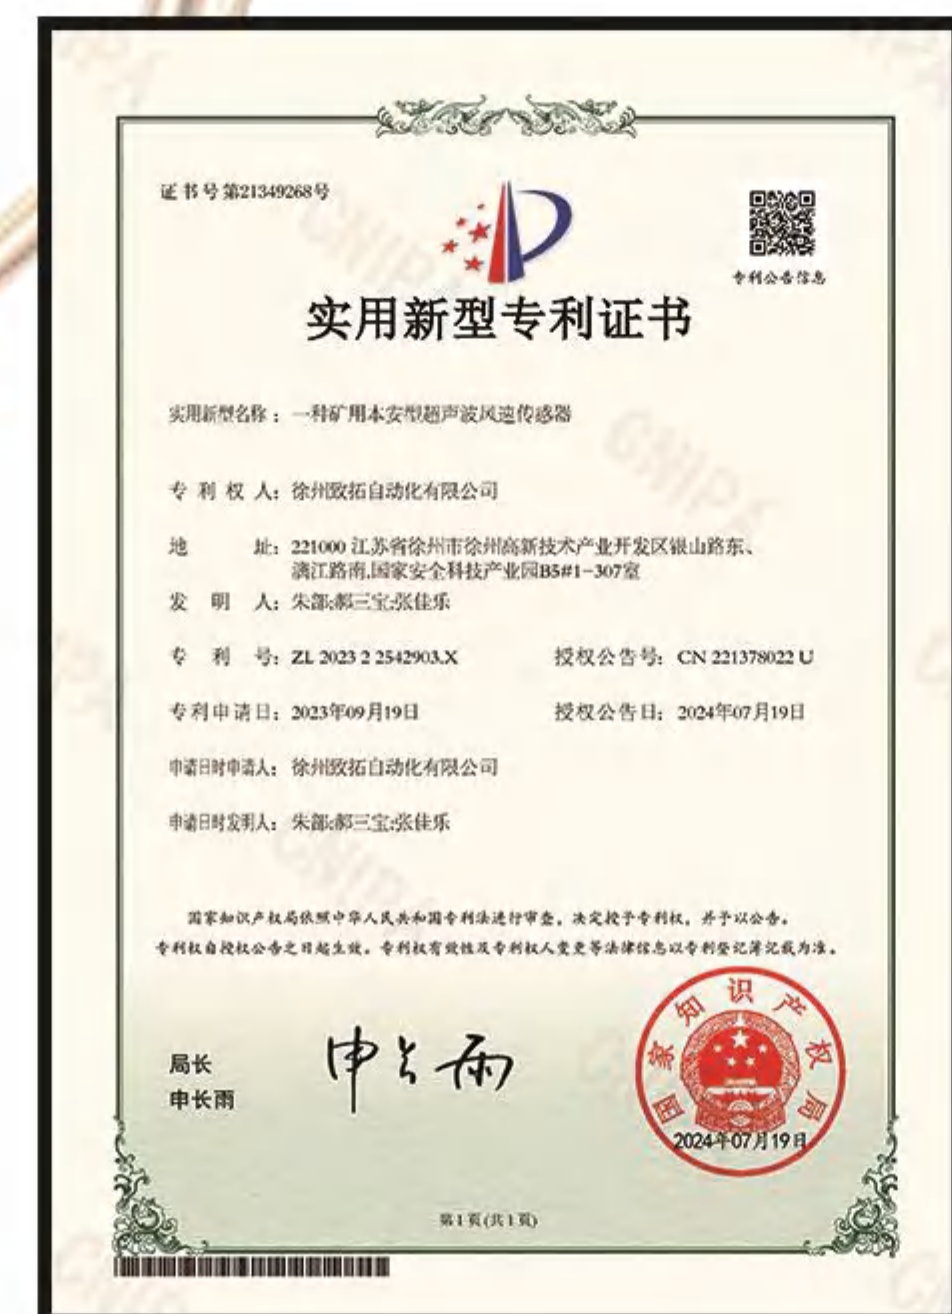 证书号第21349268号
专利公告信息
实用新型专利证书
实用新型名称：一种矿用本安型超声波风速传感器
专利权人：徐州致拓自动化有限公司
地址：221000 江苏省徐州市徐州高新技术产业开发区银山路东、
漓江路南,国家安全科技产业园B5#1-307室
发明人：朱部;郝三宝;张佳乐
专利号：ZL 2023 2 2542903.X 授权公告号：CN 221378022 U
专利申请日：2023年09月19日 授权公告日：2024年07月19日
申请日时申请人：徐州致拓自动化有限公司
申请日时发明人：朱部;郝三宝;张佳乐
国家知识产权局依照中华人民共和国专利法进行审查，决定授予专利权，并予以公告。
专利权自授权公告之日起生效。专利权有效性及专利权人变更等法律信息以专利登记簿记载为准。
局长
申长雨
申长雨
国家知识产权局
2024年07月19日
第1页(共1页)
CNIPA